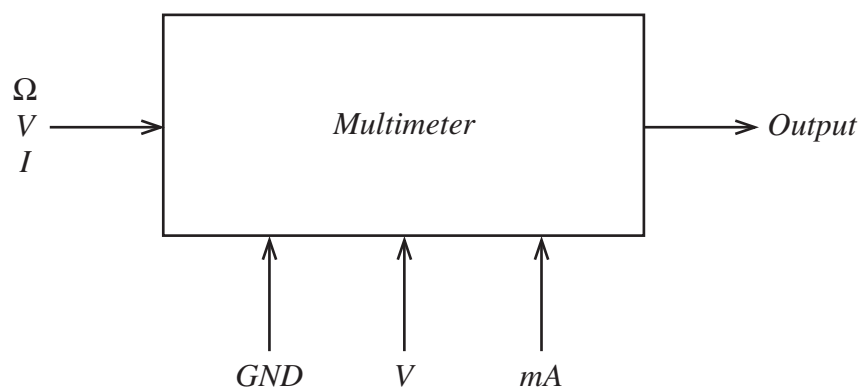 Ω
V
I
Multimeter
Output
GND V mA